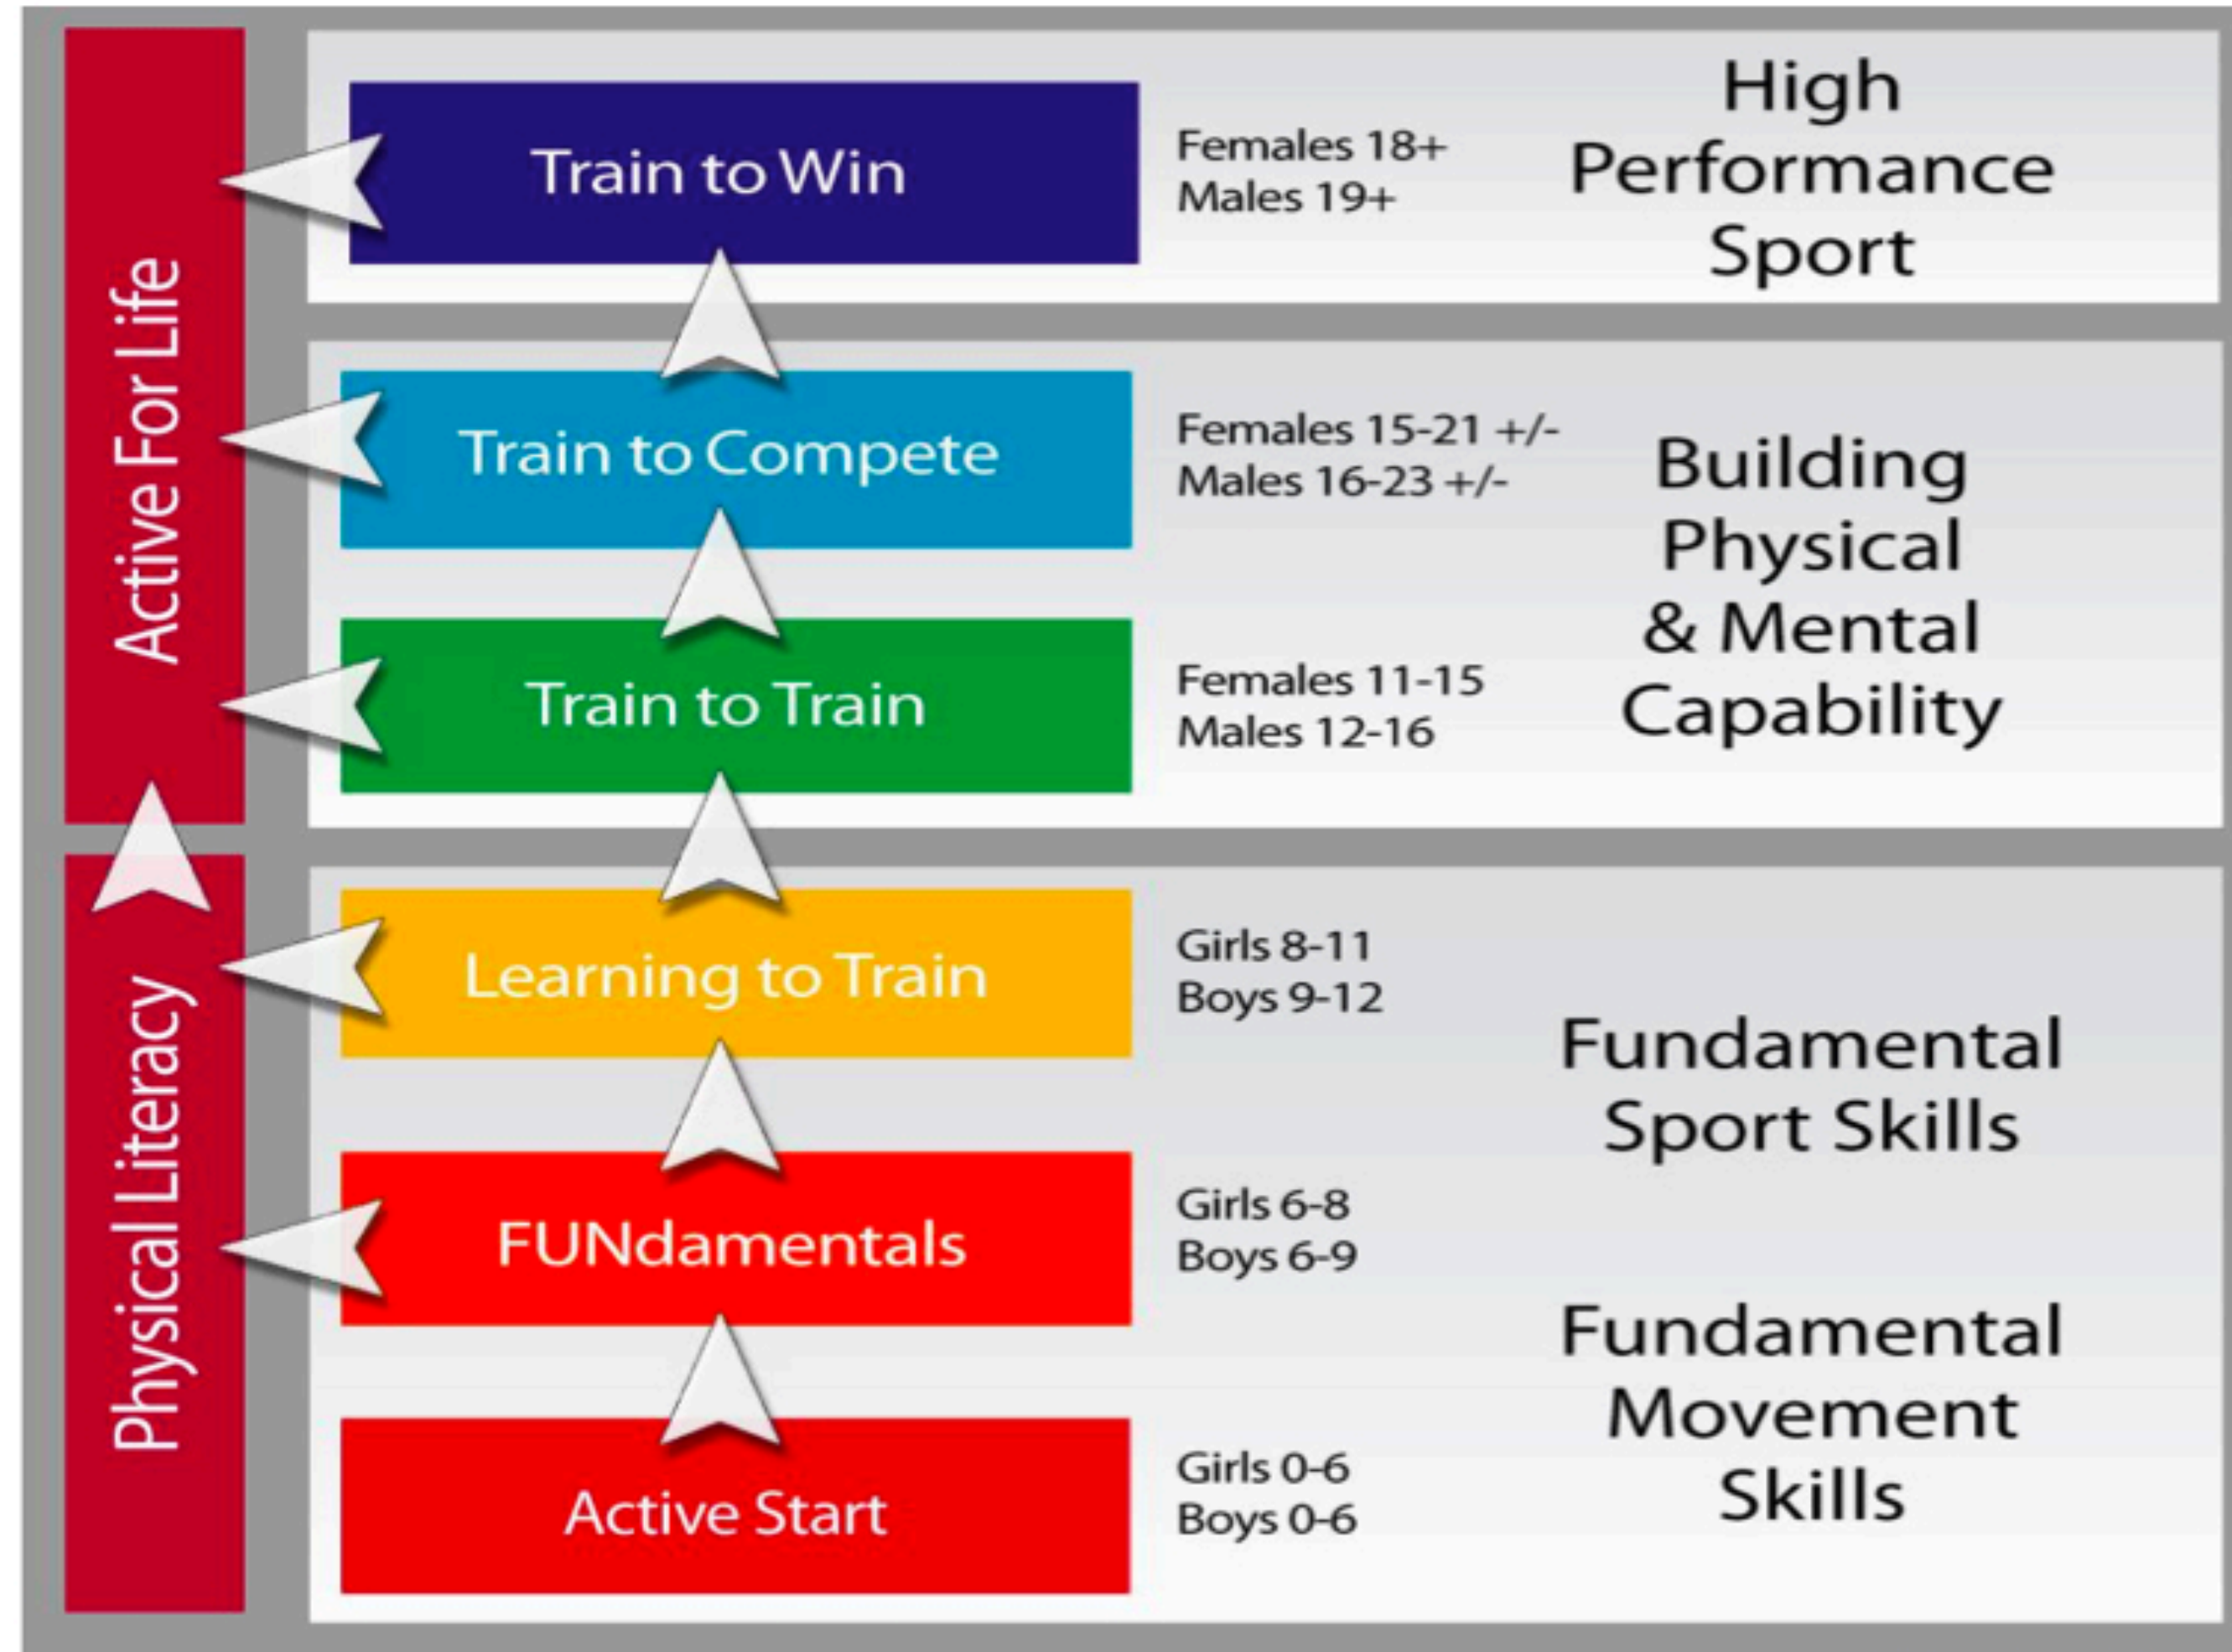 Active For Life
Physical Literacy
Train to Win
Females 18+
Males 19+
High
Performance
Sport
Train to Compete
Females 15-21 +/-
Males 16-23 +/-
Train to Train
Females 11-15
Males 12-16
Building
Physical
& Mental
Capability
Learning to Train
Girls 8-11
Boys 9-12
Fundamental
Sport Skills
FUNdamentals
Girls 6-8
Boys 6-9
Active Start
Girls 0-6
Boys 0-6
Fundamental
Movement
Skills